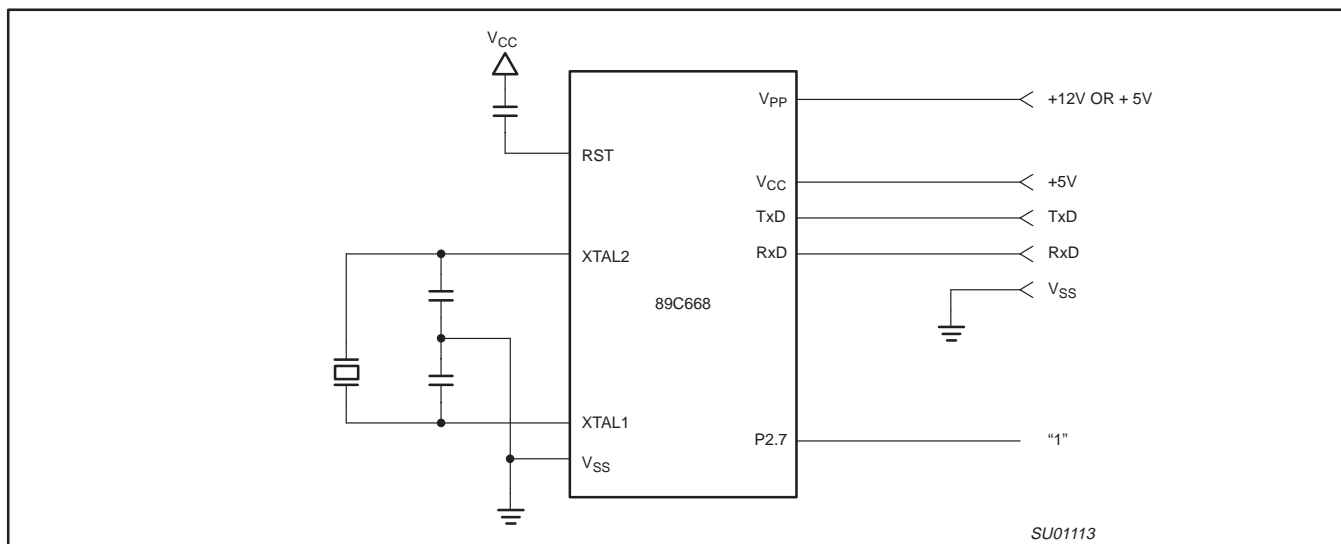 VCC
VPP
+12V OR + 5V
RST
VCC
+5V
TxD
TxD
XTAL2
RxD
RxD
VSS
89C668
XTAL1
P2.7
“1”
VSS
SU01113